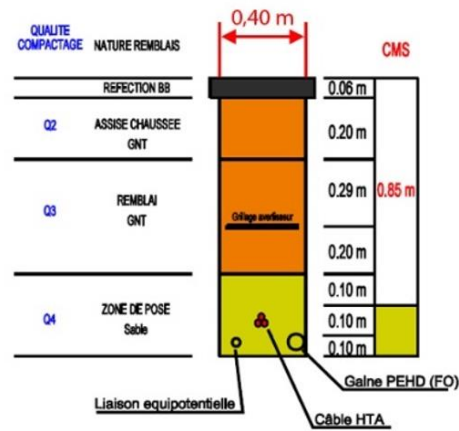 QUALITE
COMPACTAGE
NATURE REMBLAIS
0,40 m
CMS
REFECTION BB
0.06 m
Q2
ASSISE CHAUSSEE
GNT
0.20 m
Q3
REMBLAI
GNT
Grillage avertisseur
0.29 m
0.85 m
0.20 m
Q4
ZONE DE POSE
Sable
0.10 m
0.10 m
0.10 m
Gaine PEHD (FO)
Liaison equipotentielle
Câble HTA